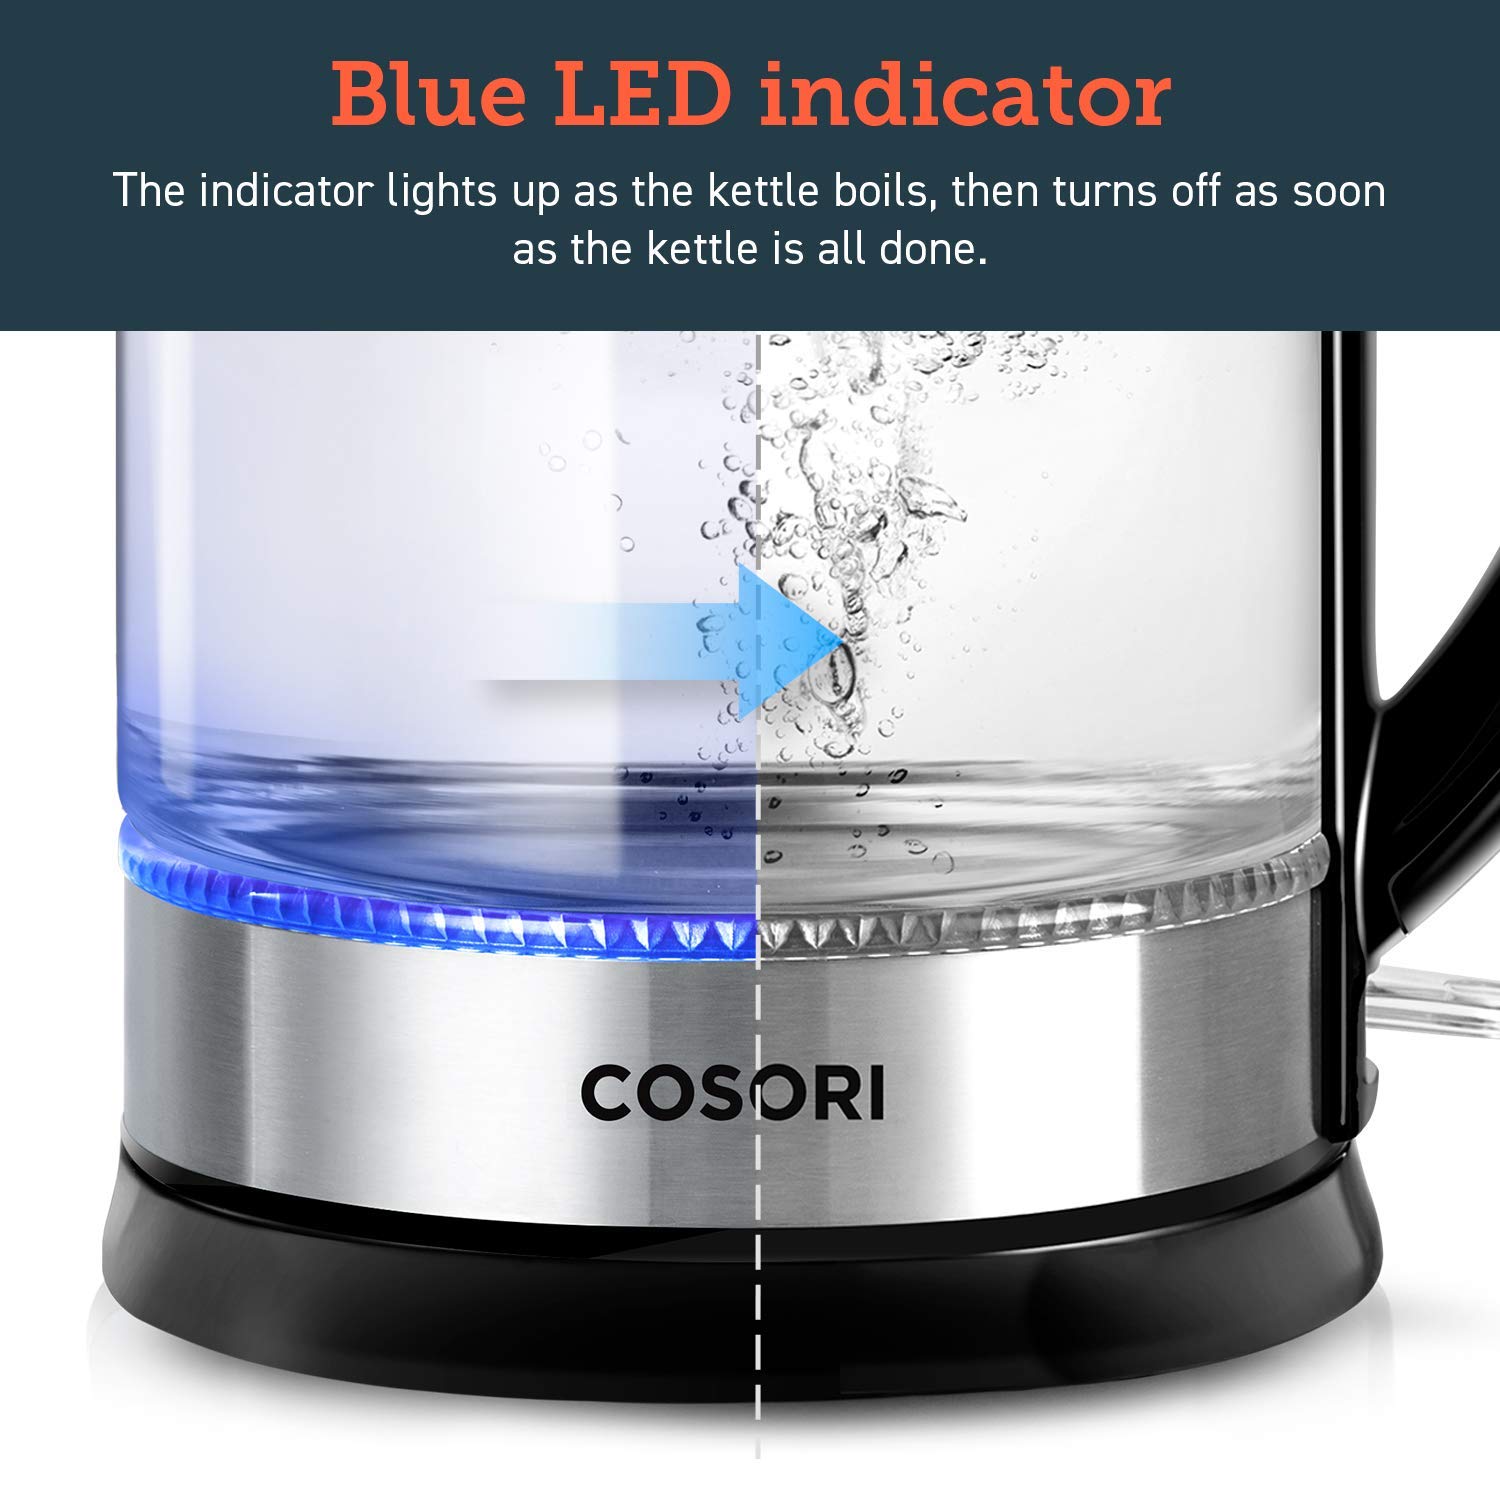 Blue LED indicator
The indicator lights up as the kettle boils, then turns off as soon
as the kettle is all done.
COSORI